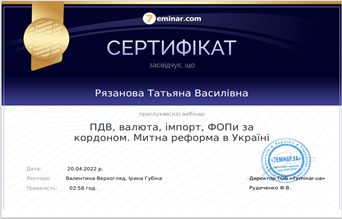 7eminar.com
СЕРТИФІКАТ
засвідчує, що
Рязанова Татьяна Василівна
прослухав(ла) вебінар
ПДВ, валюта, імпорт, ФОПи за
кордоном. Митна реформа в Україні
Дата: 20.04.2022 р.
Лектори: Валентина Верхогляд, Ірина Губіна
Тривалість: 02:58 год.
"7EMINAR.UA"
Директор ТОВ «7eminar.ua»
Рудиченко Ф.В.